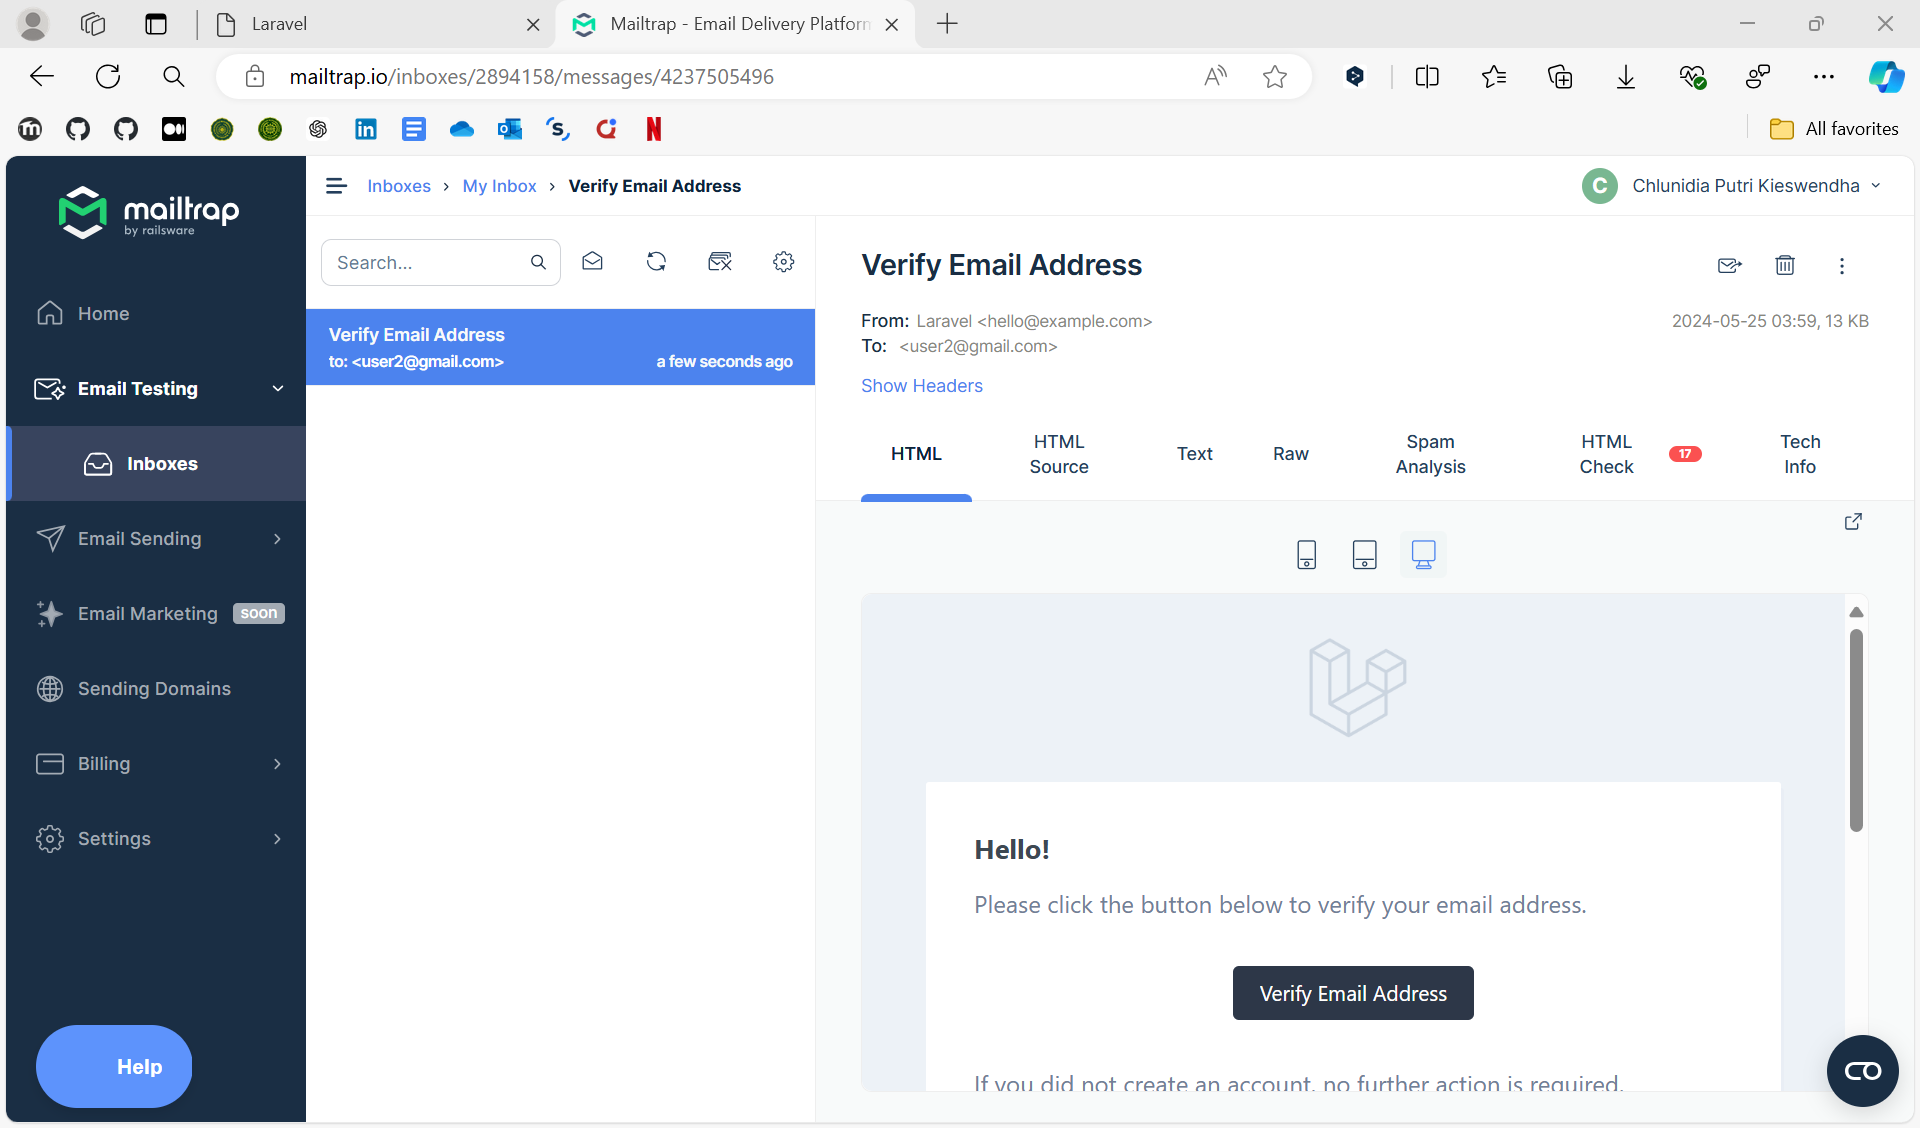 Laravel
Mailtrap - Email Delivery Platform
mailtrap.io/inboxes/2894158/messages/4237505496
All favorites
mailtrap
by railsware
Inboxes > My Inbox > Verify Email Address
C Chlunidia Putri Kieswendha
Home
Email Testing
Inboxes
Email Sending
Email Marketing soon
Sending Domains
Billing
Settings
Help
Search...
Verify Email Address
to: <user2@gmail.com> a few seconds ago
Verify Email Address
From: Laravel <hello@example.com> 2024-05-25 03:59, 13 KB
To: <user2@gmail.com>
Show Headers
HTML
HTML Source
Text
Raw
Spam Analysis
HTML Check 17
Tech Info
Hello!
Please click the button below to verify your email address.
Verify Email Address
If you did not create an account, no further action is required.